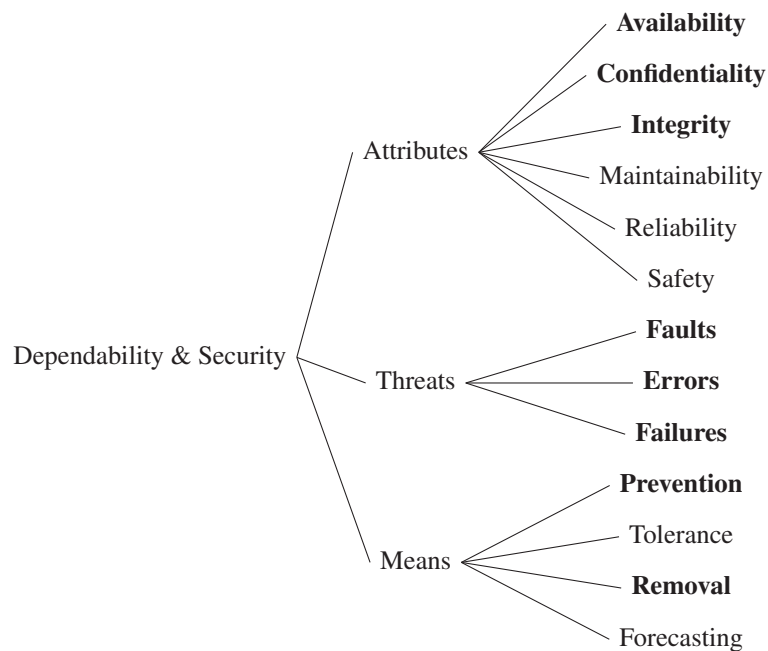 Availability
Confidentiality
Integrity
Attributes
Maintainability
Reliability
Safety
Faults
Dependability & Security
Threats
Errors
Failures
Prevention
Tolerance
Means
Removal
Forecasting